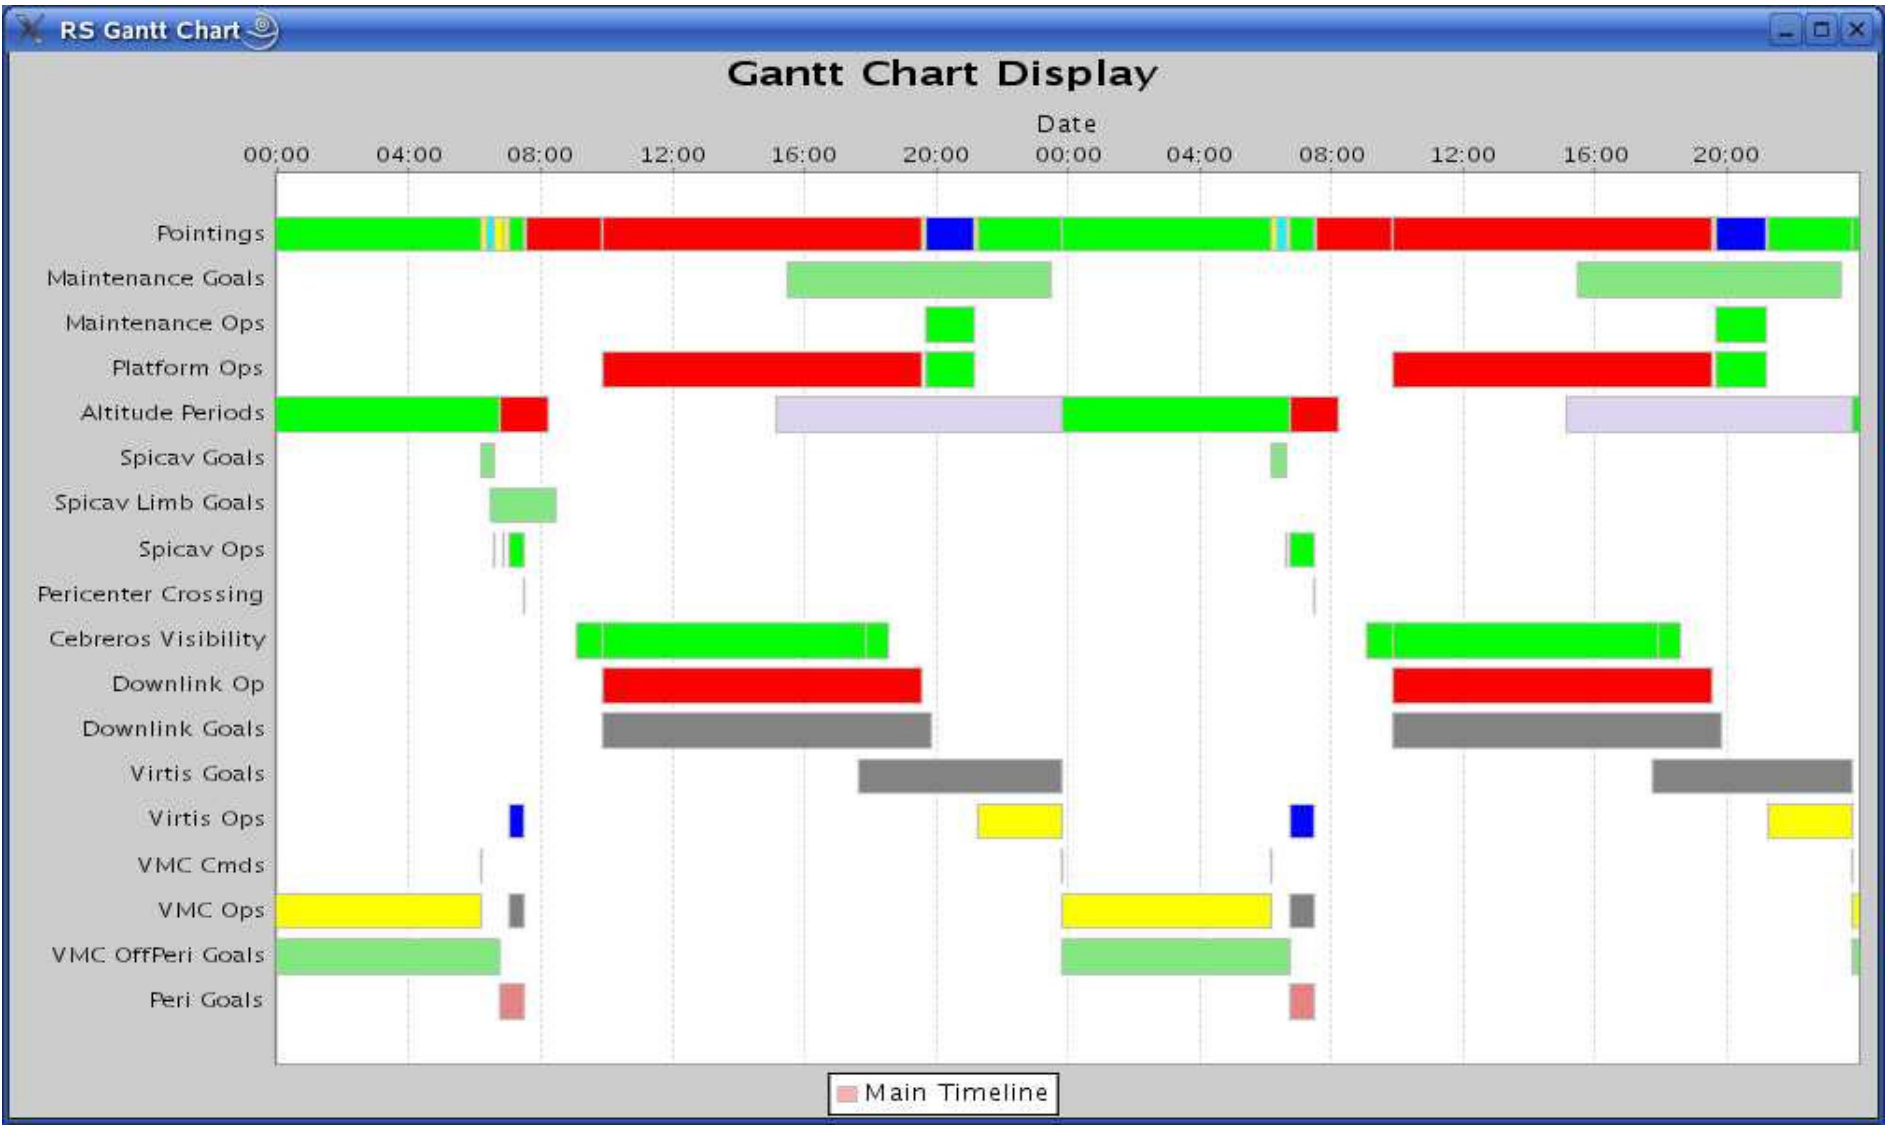 RS Gantt Chart
Gantt Chart Display
Date
00:00 04:00 08:00 12:00 16:00 20:00 00:00 04:00 08:00 12:00 16:00 20:00
Pointings
Maintenance Goals
Maintenance Ops
Platform Ops
Altitude Periods
Spicav Goals
Spicav Limb Goals
Spicav Ops
Pericenter Crossing
Cebreros Visibility
Downlink Op
Downlink Goals
Virtis Goals
Virtis Ops
VMC Cmds
VMC Ops
VMC OffPeri Goals
Peri Goals
Main Timeline